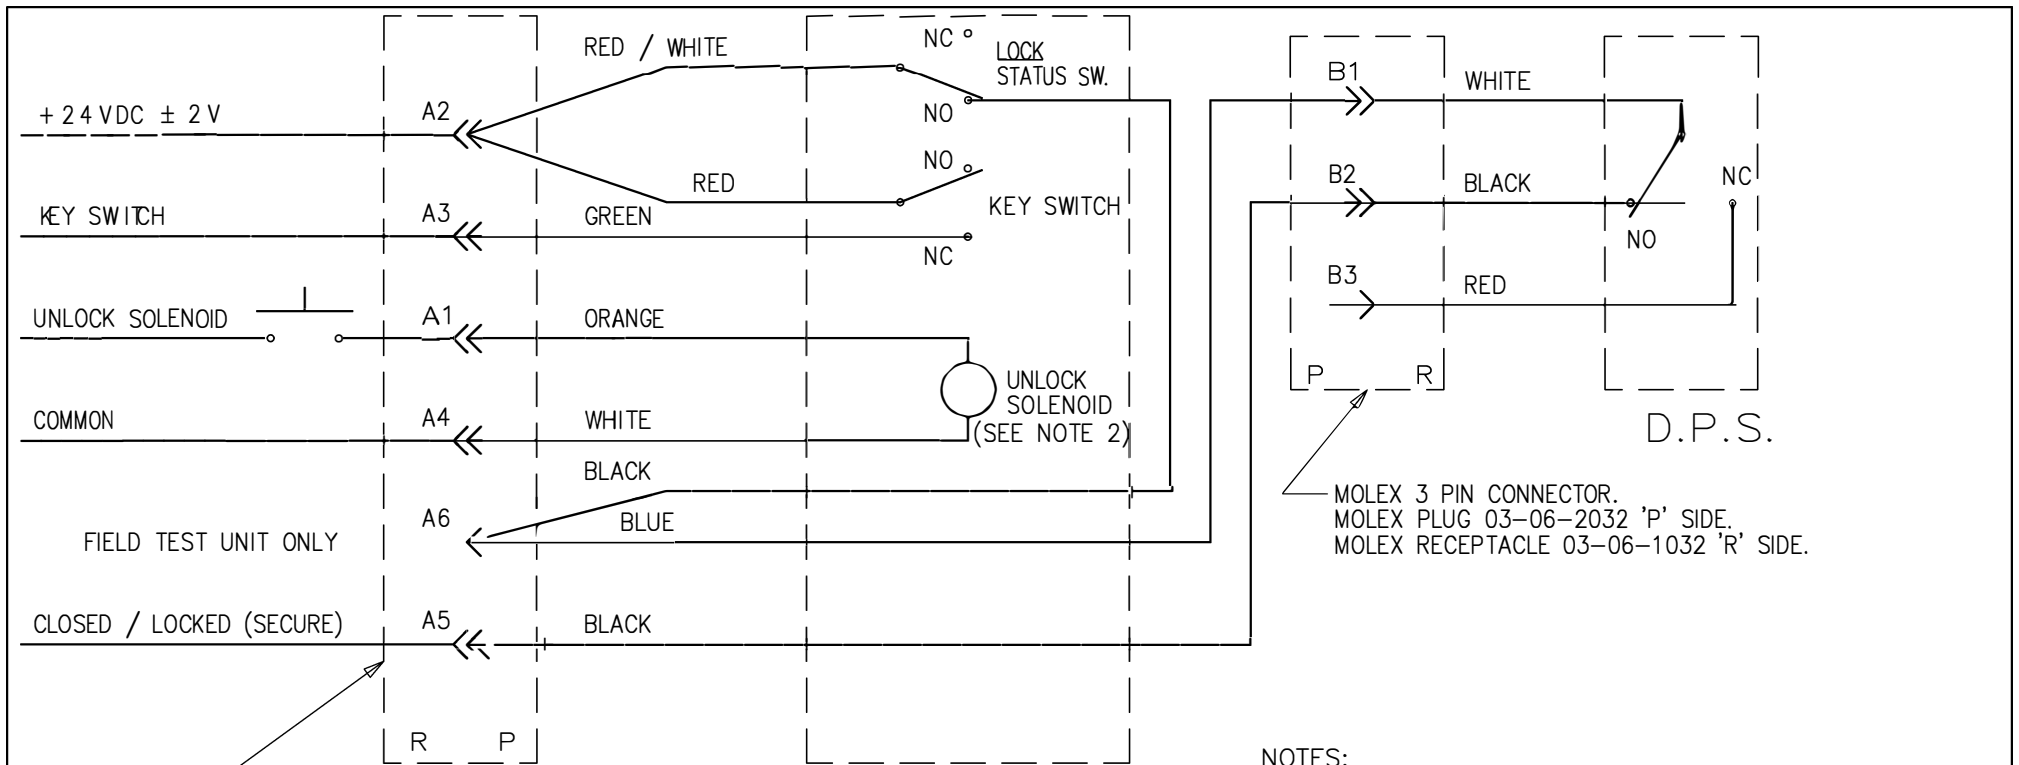 +24VDC ± 2V
A2
RED / WHITE
NC
LOCK
STATUS SW.
NO
NO
RED
KEY SWITCH
KEY SWITCH
A3
GREEN
NC
UNLOCK SOLENOID
A1
ORANGE
UNLOCK
SOLENOID
(SEE NOTE 2)
COMMON
A4
WHITE
BLACK
A6
BLUE
FIELD TEST UNIT ONLY
CLOSED / LOCKED (SECURE)
A5
BLACK
R P
B1
WHITE
B2
BLACK
NC
NO
B3
RED
P R
D.P.S.
MOLEX 3 PIN CONNECTOR.
MOLEX PLUG 03-06-2032 'P' SIDE.
MOLEX RECEPTACLE 03-06-1032 'R' SIDE.
NOTES: